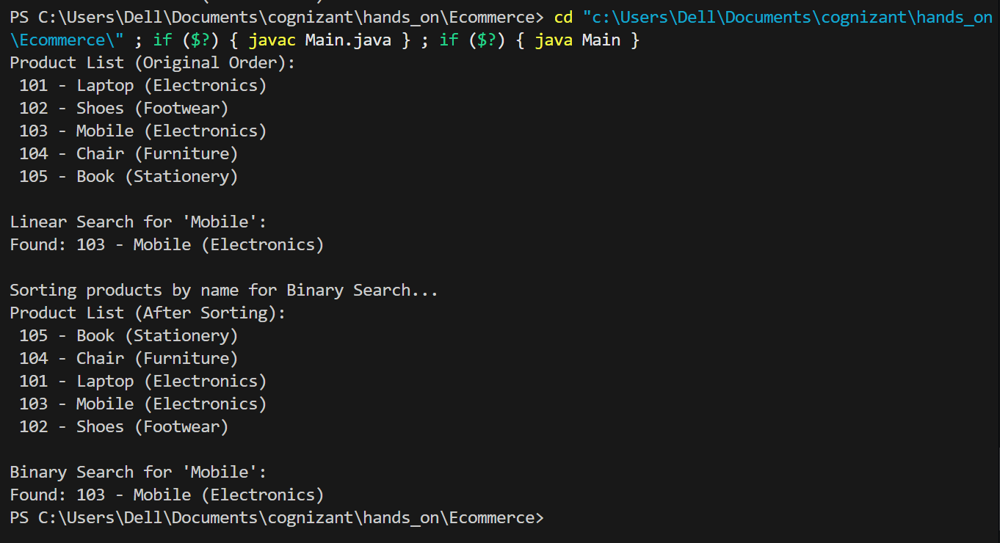 PS C:\Users\Dell\Documents\cognizant\hands_on\Ecommerce> cd "c:\Users\Dell\Documents\cognizant\hands_on
\Ecommerce\" ; if ($?) { javac Main.java } ; if ($?) { java Main }
Product List (Original Order):
 101 - Laptop (Electronics)
 102 - Shoes (Footwear)
 103 - Mobile (Electronics)
 104 - Chair (Furniture)
 105 - Book (Stationery)

Linear Search for 'Mobile':
Found: 103 - Mobile (Electronics)

Sorting products by name for Binary Search...
Product List (After Sorting):
 105 - Book (Stationery)
 104 - Chair (Furniture)
 101 - Laptop (Electronics)
 103 - Mobile (Electronics)
 102 - Shoes (Footwear)

Binary Search for 'Mobile':
Found: 103 - Mobile (Electronics)
PS C:\Users\Dell\Documents\cognizant\hands_on\Ecommerce>